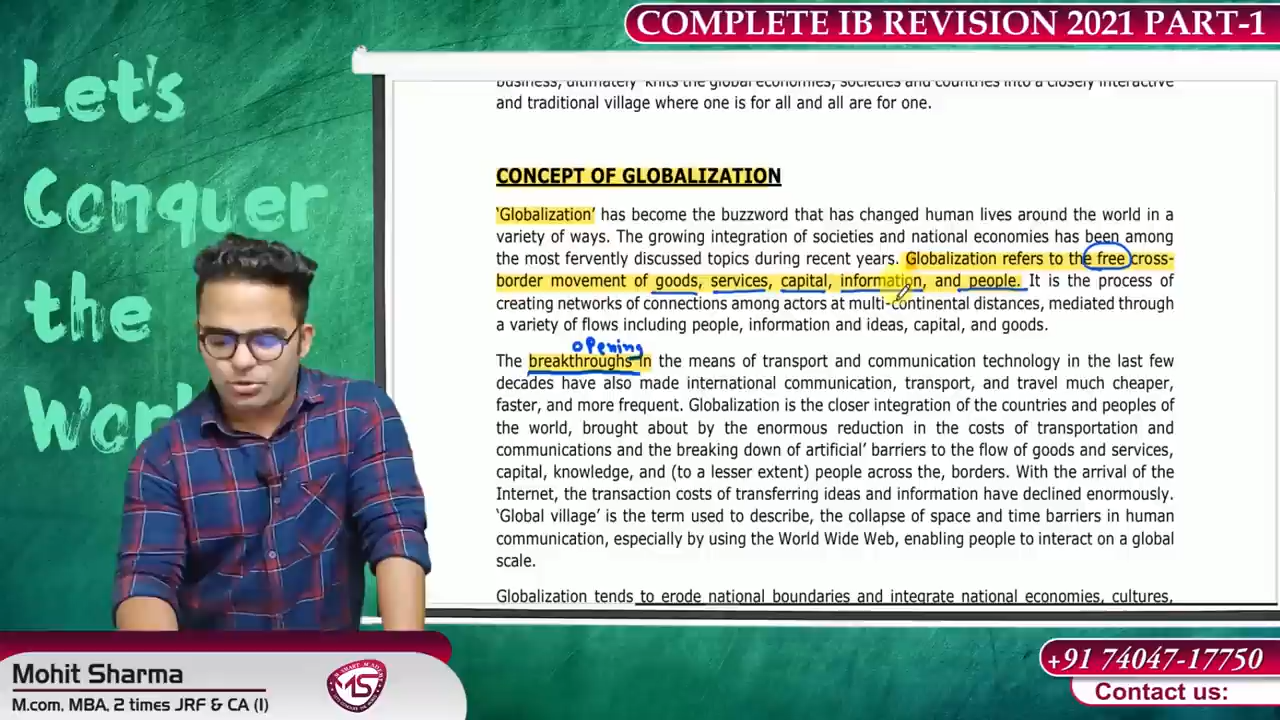 COMPLETE IB REVISION 2021 PART-1
Let's
Conquer
the
business, ultimately knits the global economies, societies and countries into a closely interactive
and traditional village where one is for all and all are for one.
CONCEPT OF GLOBALIZATION
‘Globalization’ has become the buzzword that has changed human lives around the world in a
variety of ways. The growing integration of societies and national economies has been among
the most fervently discussed topics during recent years. Globalization refers to the free cross-
border movement of goods, services, capital, information, and people. It is the process of
creating networks of connections among actors at multi-continental distances, mediated through
a variety of flows including people, information and ideas, capital, and goods.
opening
The breakthroughs in the means of transport and communication technology in the last few
decades have also made international communication, transport, and travel much cheaper,
faster, and more frequent. Globalization is the closer integration of the countries and peoples of
the world, brought about by the enormous reduction in the costs of transportation and
communications and the breaking down of artificial’ barriers to the flow of goods and services,
capital, knowledge, and (to a lesser extent) people across the, borders. With the arrival of the
Internet, the transaction costs of transferring ideas and information have declined enormously.
‘Global village’ is the term used to describe, the collapse of space and time barriers in human
communication, especially by using the World Wide Web, enabling people to interact on a global
scale.
Globalization tends to erode national boundaries and integrate national economies, cultures,
Mohit Sharma
M.com, MBA, 2 times JRF & CA (I)
MS
+91 74047-17750
Contact us: